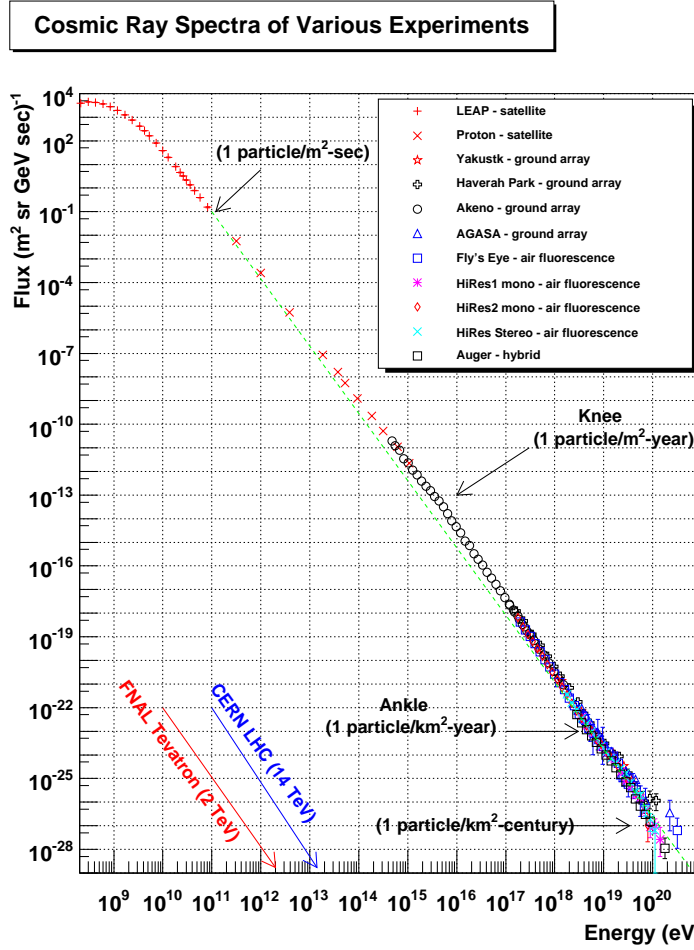 Cosmic Ray Spectra of Various Experiments
Flux (m² sr GeV sec)⁻¹
10⁴
10²
10⁻¹
10⁻⁴
10⁻⁷
10⁻¹⁰
10⁻¹³
10⁻¹⁶
10⁻¹⁹
10⁻²²
10⁻²⁵
10⁻²⁸
LEAP - satellite
Proton - satellite
Yakustk - ground array
Haverah Park - ground array
Akeno - ground array
AGASA - ground array
Fly's Eye - air fluorescence
HiRes1 mono - air fluorescence
HiRes2 mono - air fluorescence
HiRes Stereo - air fluorescence
Auger - hybrid
(1 particle/m²-sec)
Knee
(1 particle/m²-year)
Ankle
(1 particle/km²-year)
(1 particle/km²-century)
FNAL Tevatron (2 TeV)
CERN LHC (14 TeV)
10⁹ 10¹⁰ 10¹¹ 10¹² 10¹³ 10¹⁴ 10¹⁵ 10¹⁶ 10¹⁷ 10¹⁸ 10¹⁹ 10²⁰
Energy (eV